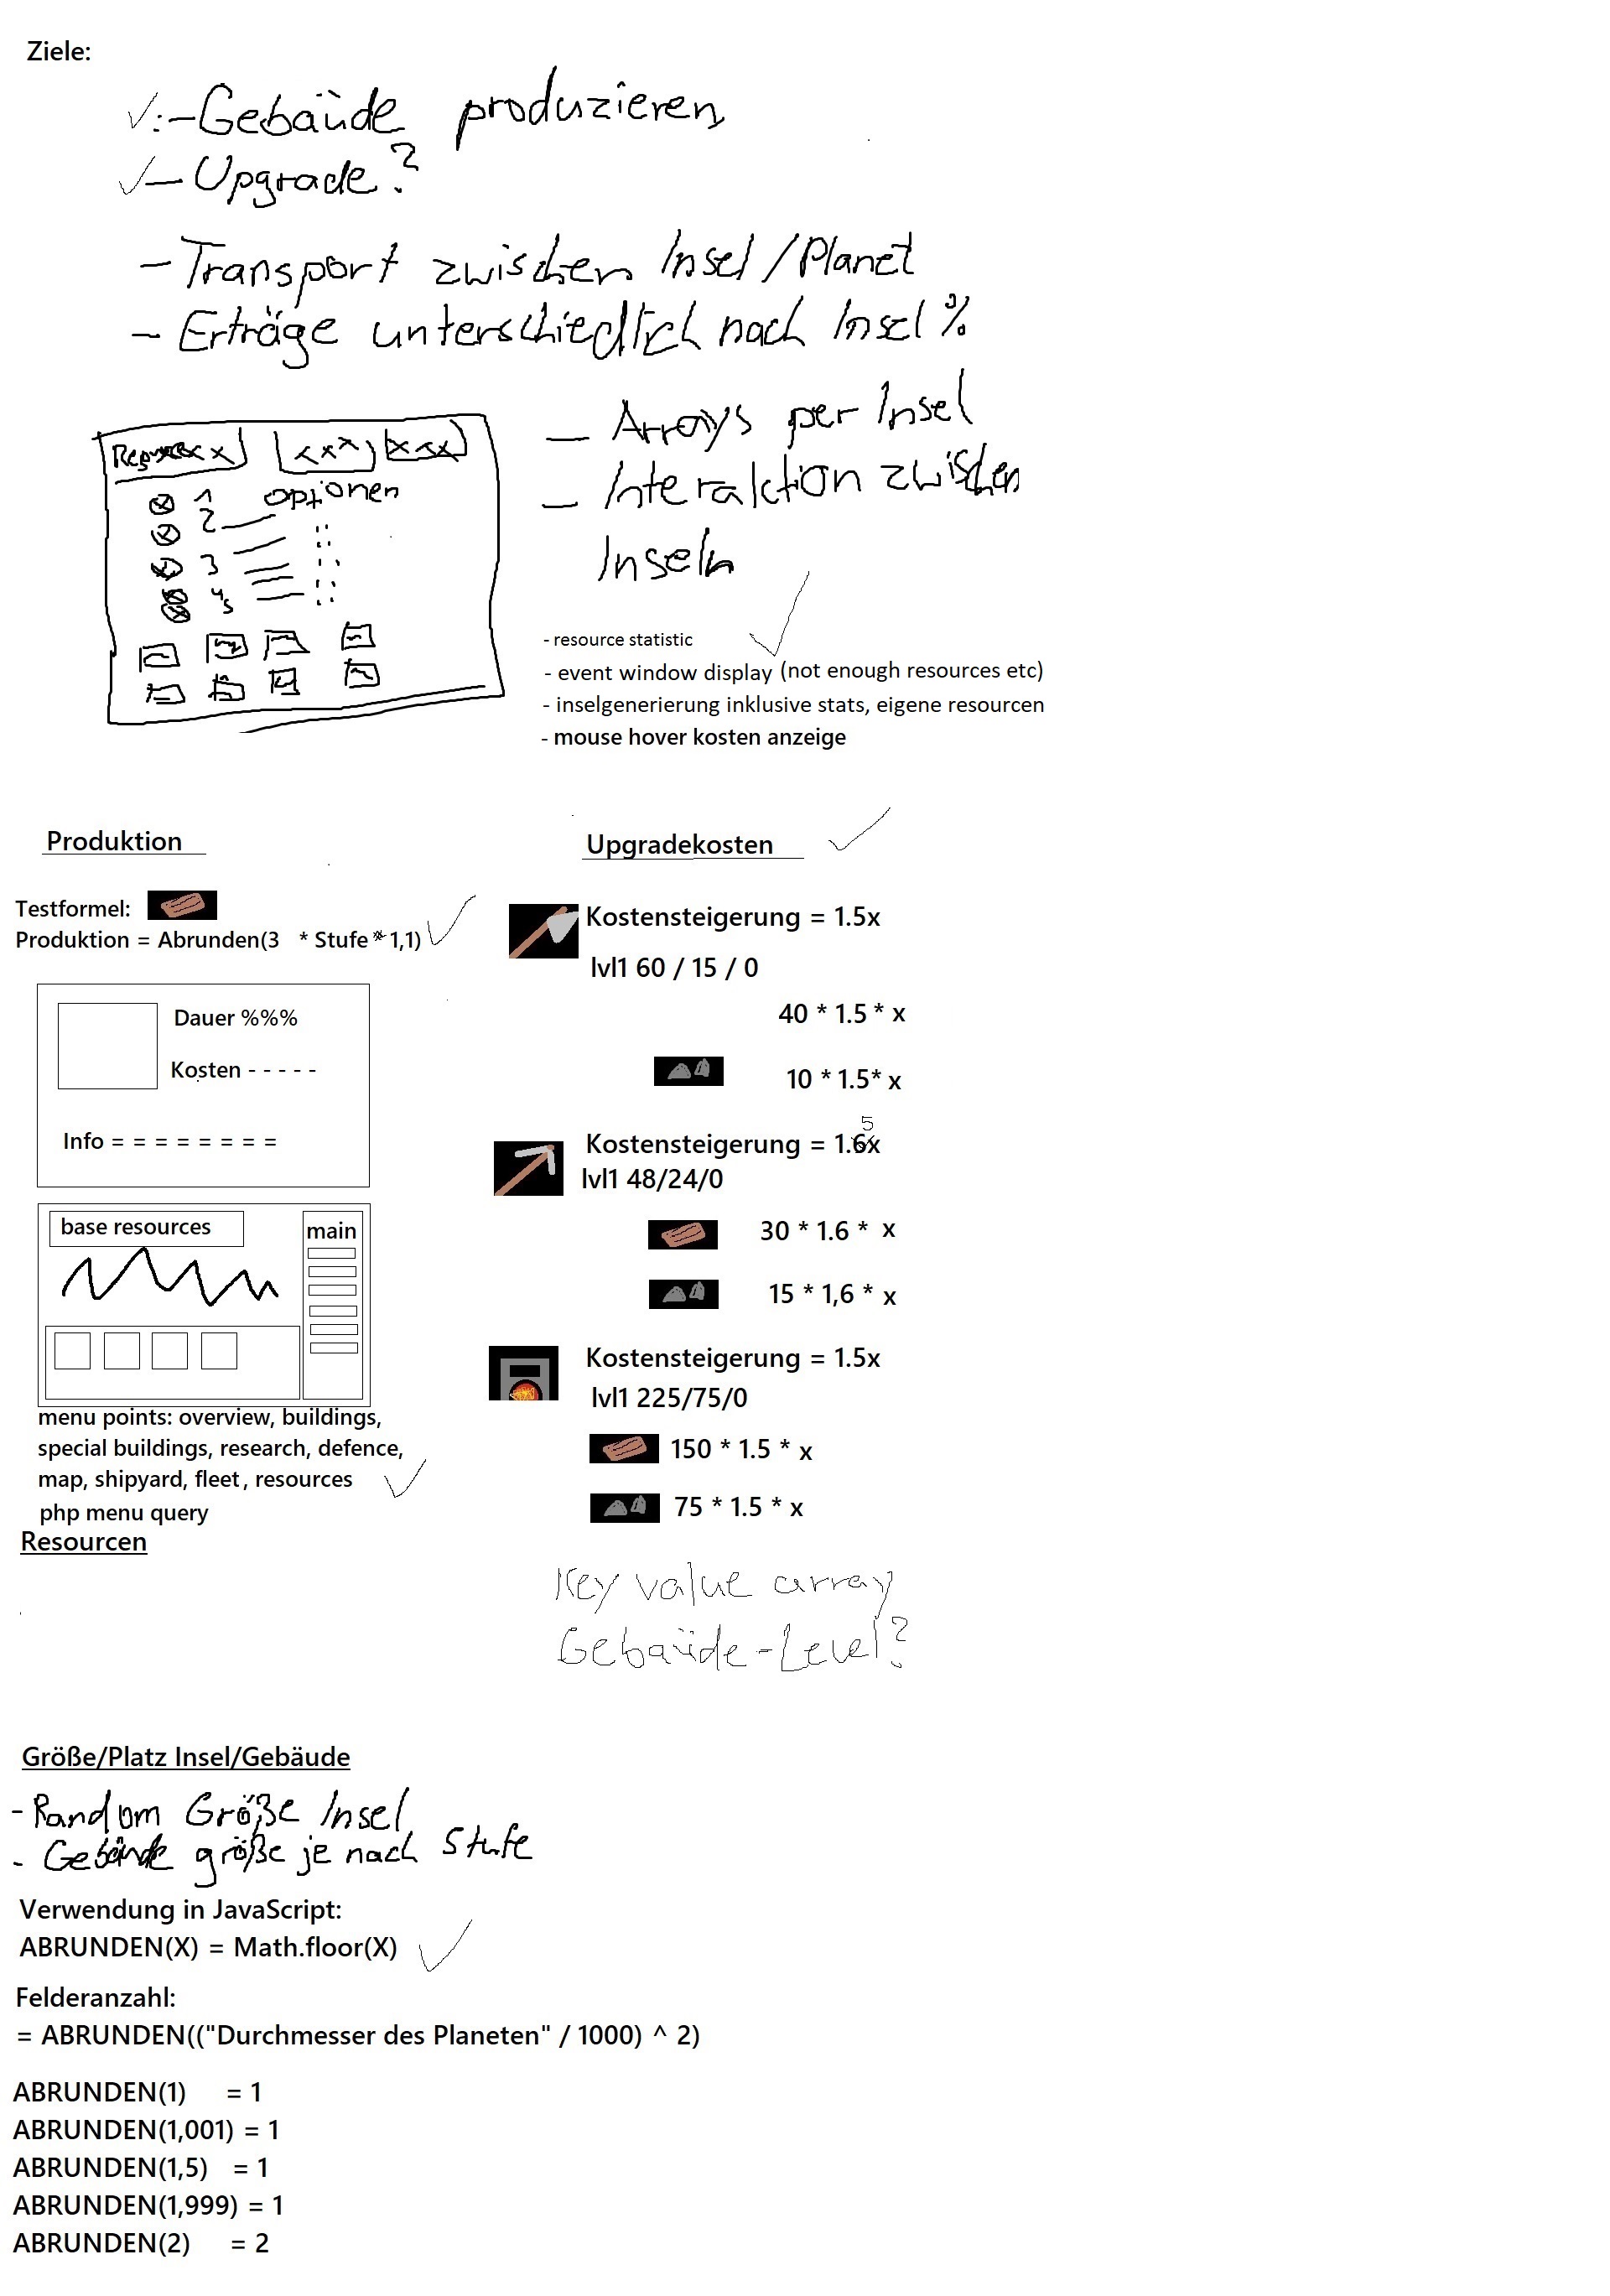 Ziele:
-Gebäude produzieren
- Upgrade?
- Transport zwischen Insel/Planet
- Erträge unterschiedlich nach Insel %
- Arrays per Insel
- Interaktion zwischen
Inseln
xxx xxx
1 Optionen
2
3
4
5
- resource statistic
- event window display (not enough resources etc)
- inselgenerierung inklusive stats, eigene resourcen
- mouse hover kosten anzeige
Produktion
Testformel:
Produktion = Abrunden(3 * Stufe * 1,1)
Dauer %%%
Kosten - - - - -
Info = = = = = = = =
base resources
main
menu points: overview, buildings,
special buildings, research, defence,
map, shipyard, fleet, resources
php menu query
Resourcen
Upgradekosten
Kostensteigerung = 1.5x
lvl1 60 / 15 / 0
40 * 1.5 * x
10 * 1.5* x
5
Kostensteigerung = 1.6x
lvl1 48/24/0
30 * 1.6 * x
15 * 1,6 * x
Kostensteigerung = 1.5x
lvl1 225/75/0
150 * 1.5 * x
75 * 1.5 * x
Key value array
Gebäude-Level?
Größe/Platz Insel/Gebäude
- Random Größe Insel
- Gebäude größe je nach Stufe
Verwendung in JavaScript:
ABRUNDEN(X) = Math.floor(X)
Felderanzahl:
= ABRUNDEN(("Durchmesser des Planeten" / 1000) ^ 2)
ABRUNDEN(1) = 1
ABRUNDEN(1,001) = 1
ABRUNDEN(1,5) = 1
ABRUNDEN(1,999) = 1
ABRUNDEN(2) = 2